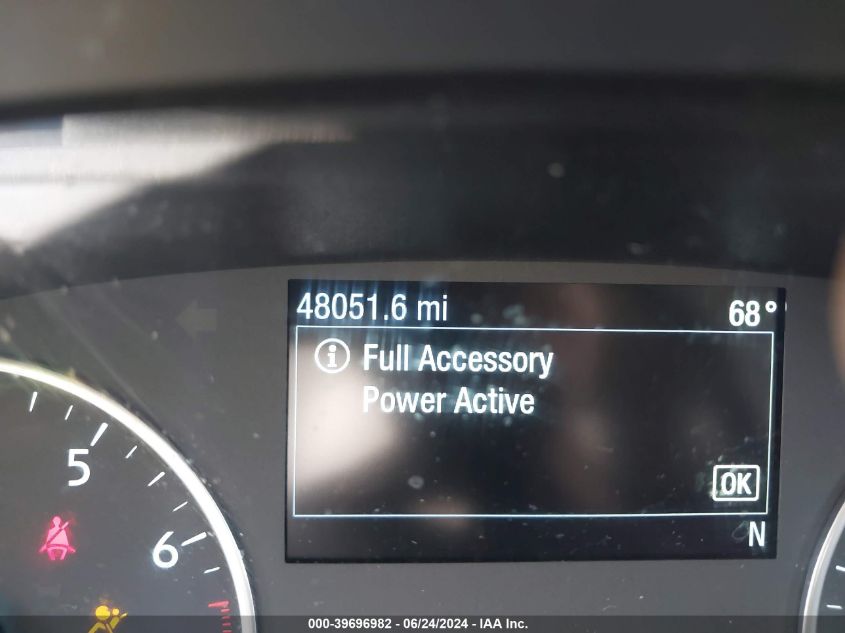 48051.6 mi 68°
Full Accessory
Power Active
OK
N
5
6
000-39696982 - 06/24/2024 - IAA Inc.